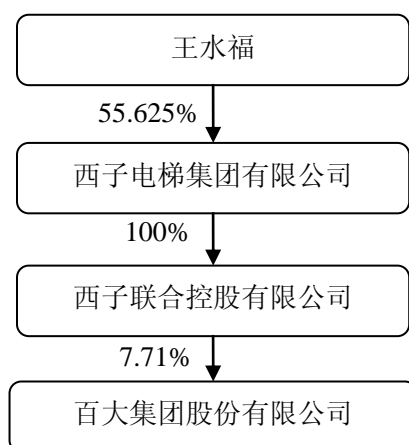 王水福
55.625%
西子电梯集团有限公司
100%
西子联合控股有限公司
7.71%
百大集团股份有限公司